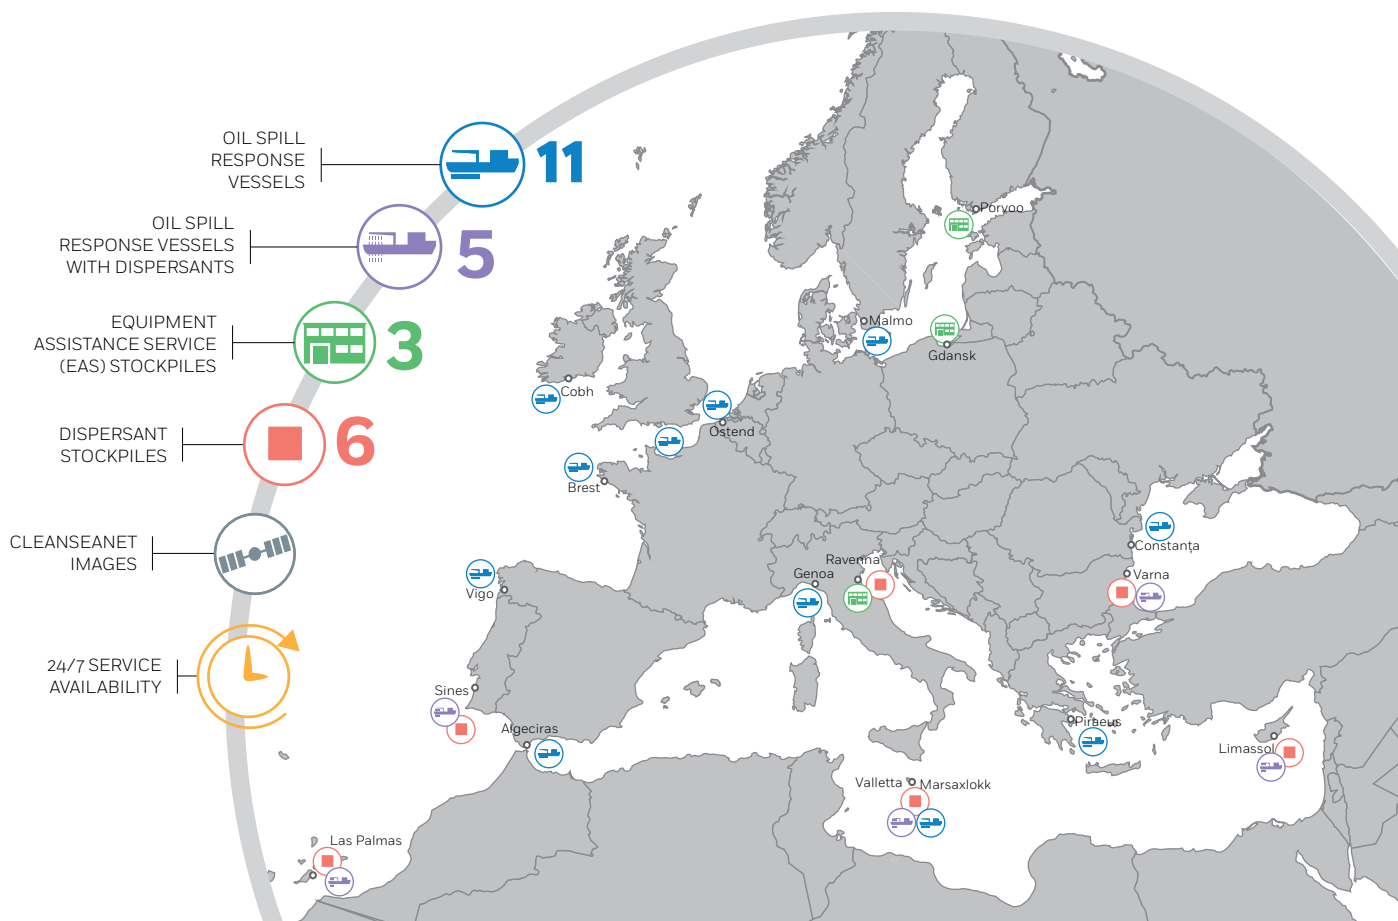 OIL SPILL
RESPONSE
VESSELS
11
OIL SPILL
RESPONSE VESSELS
WITH DISPERSANTS
5
EQUIPMENT
ASSISTANCE SERVICE
(EAS) STOCKPILES
3
DISPERSANT
STOCKPILES
6
CLEANSEANET
IMAGES
24/7 SERVICE
AVAILABILITY
Porvoo
Malmo
Gdansk
Cobh
Ostend
Brest
Constanța
Ravenna
Genoa
Varna
Vigo
Sines
Algeciras
Piraeus
Limassol
Valletta
Marsaxlokk
Las Palmas